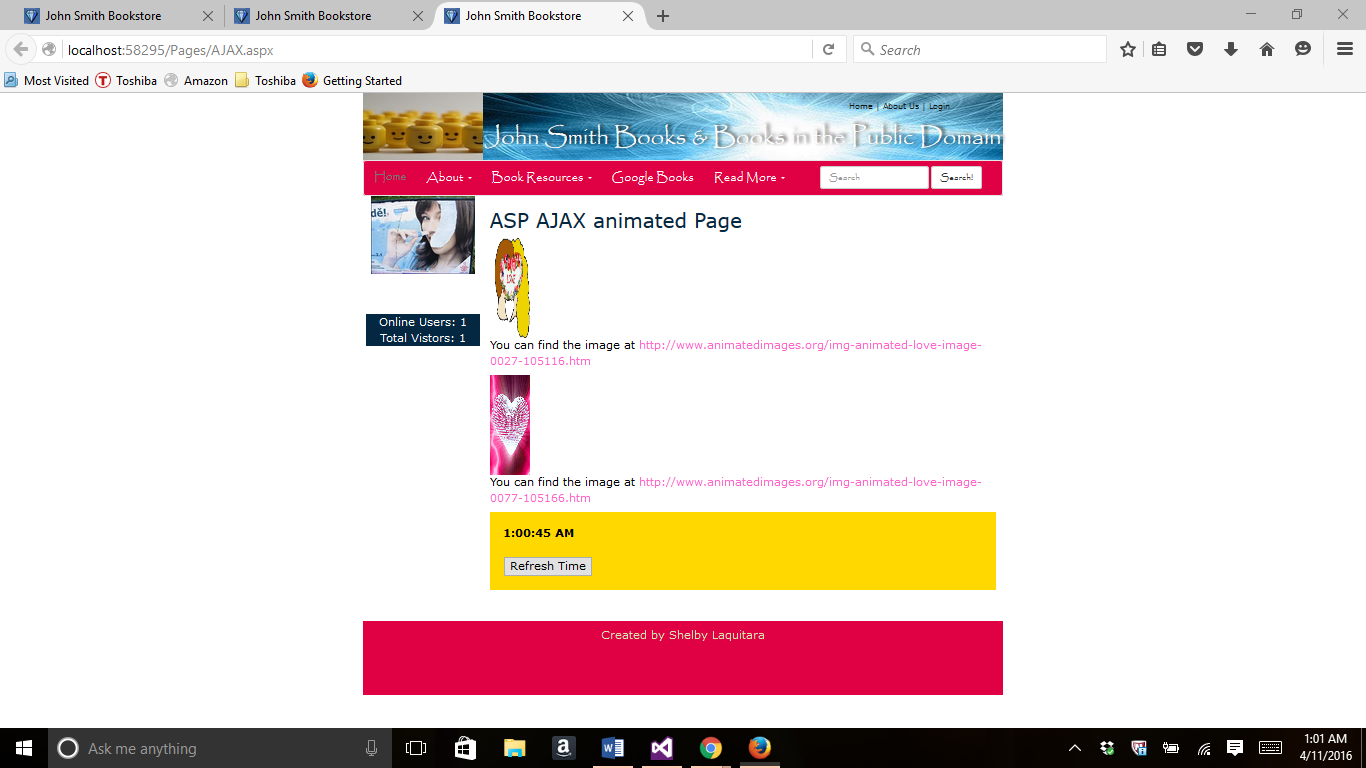 John Smith Bookstore
John Smith Bookstore
John Smith Bookstore
localhost:58295/Pages/AJAX.aspx
Search
Most Visited
Toshiba
Amazon
Toshiba
Getting Started
Home | About Us | Login
John Smith Books & Books in the Public Domain
Home
About
Book Resources
Google Books
Read More
Search
Search!
dě!
ASP AJAX animated Page
LOVE
Online Users: 1
Total Vistors: 1
You can find the image at http://www.animatedimages.org/img-animated-love-image-
0027-105116.htm
You can find the image at http://www.animatedimages.org/img-animated-love-image-
0077-105166.htm
1:00:45 AM
Refresh Time
Created by Shelby Laquitara
Ask me anything
1:01 AM
4/11/2016